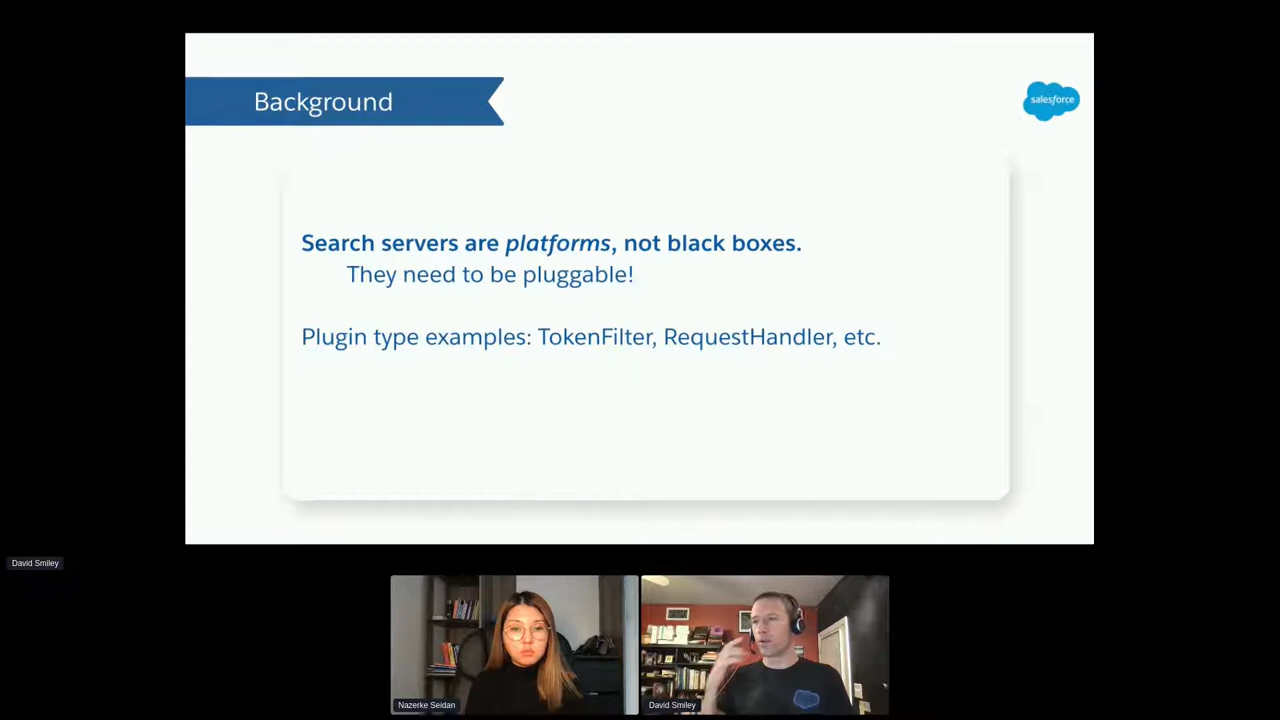 Background
salesforce
Search servers are platforms, not black boxes.
They need to be pluggable!
Plugin type examples: TokenFilter, RequestHandler, etc.
David Smiley
Nazerke Seidan
David Smiley